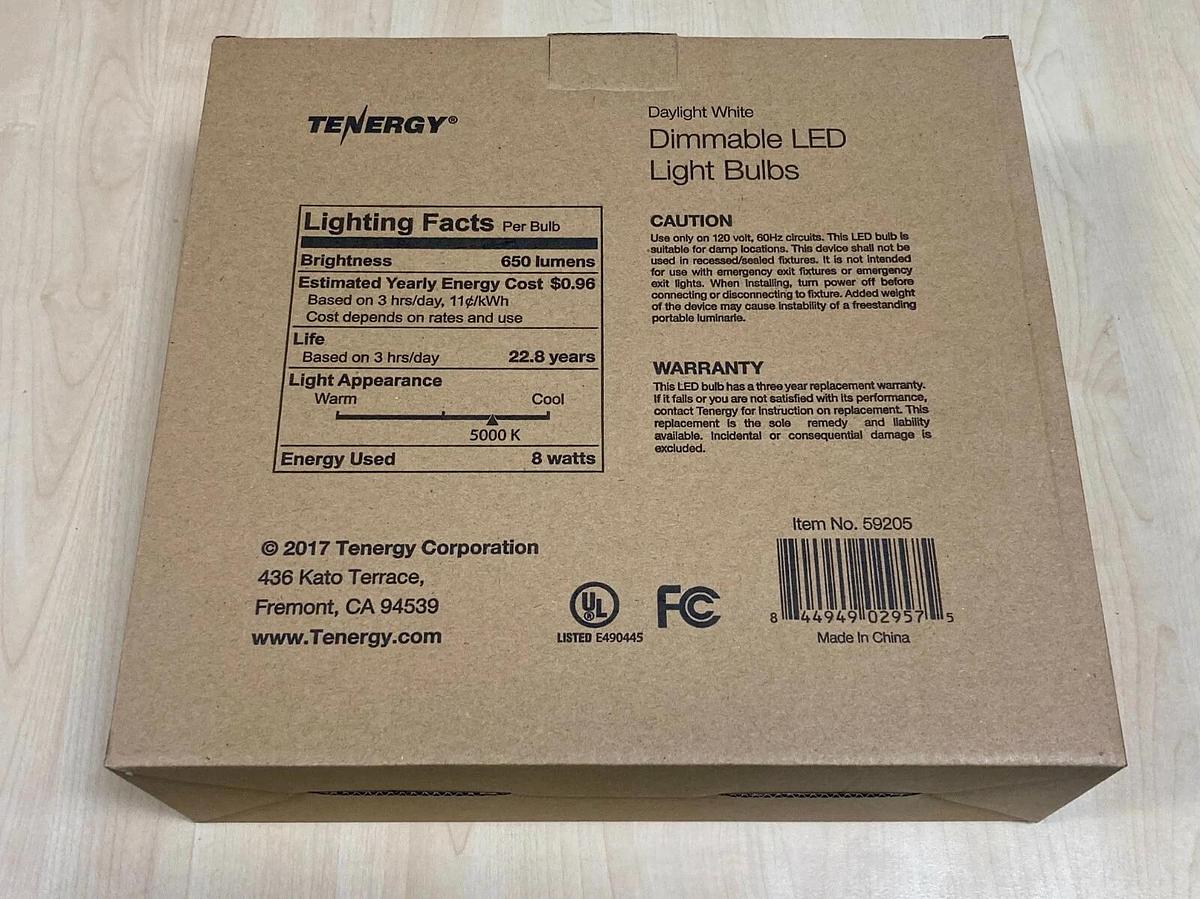 TENERGY®
Daylight White
Dimmable LED
Light Bulbs
Lighting Facts Per Bulb
Brightness 650 lumens
Estimated Yearly Energy Cost $0.96
Based on 3 hrs/day, 11¢/kWh
Cost depends on rates and use
Life
Based on 3 hrs/day 22.8 years
Light Appearance
Warm Cool
5000 K
Energy Used 8 watts
CAUTION
Use only on 120 volt, 60Hz circuits. This LED bulb is
suitable for damp locations. This device shall not be
used in recessed/sealed fixtures. It is not intended
for use with emergency exit fixtures or emergency
exit lights. When installing, turn power off before
connecting or disconnecting to fixture. Added weight
of the device may cause instability of a freestanding
portable luminarie.
WARRANTY
This LED bulb has a three year replacement warranty.
If it fails or you are not satisfied with its performance,
contact Tenergy for instruction on replacement. This
replacement is the sole remedy and liability
available. Incidental or consequential damage is
excluded.
© 2017 Tenergy Corporation
436 Kato Terrace,
Fremont, CA 94539
www.Tenergy.com
UL®
LISTED E490445
FC
Item No. 59205
8 44949 02957 5
Made In China